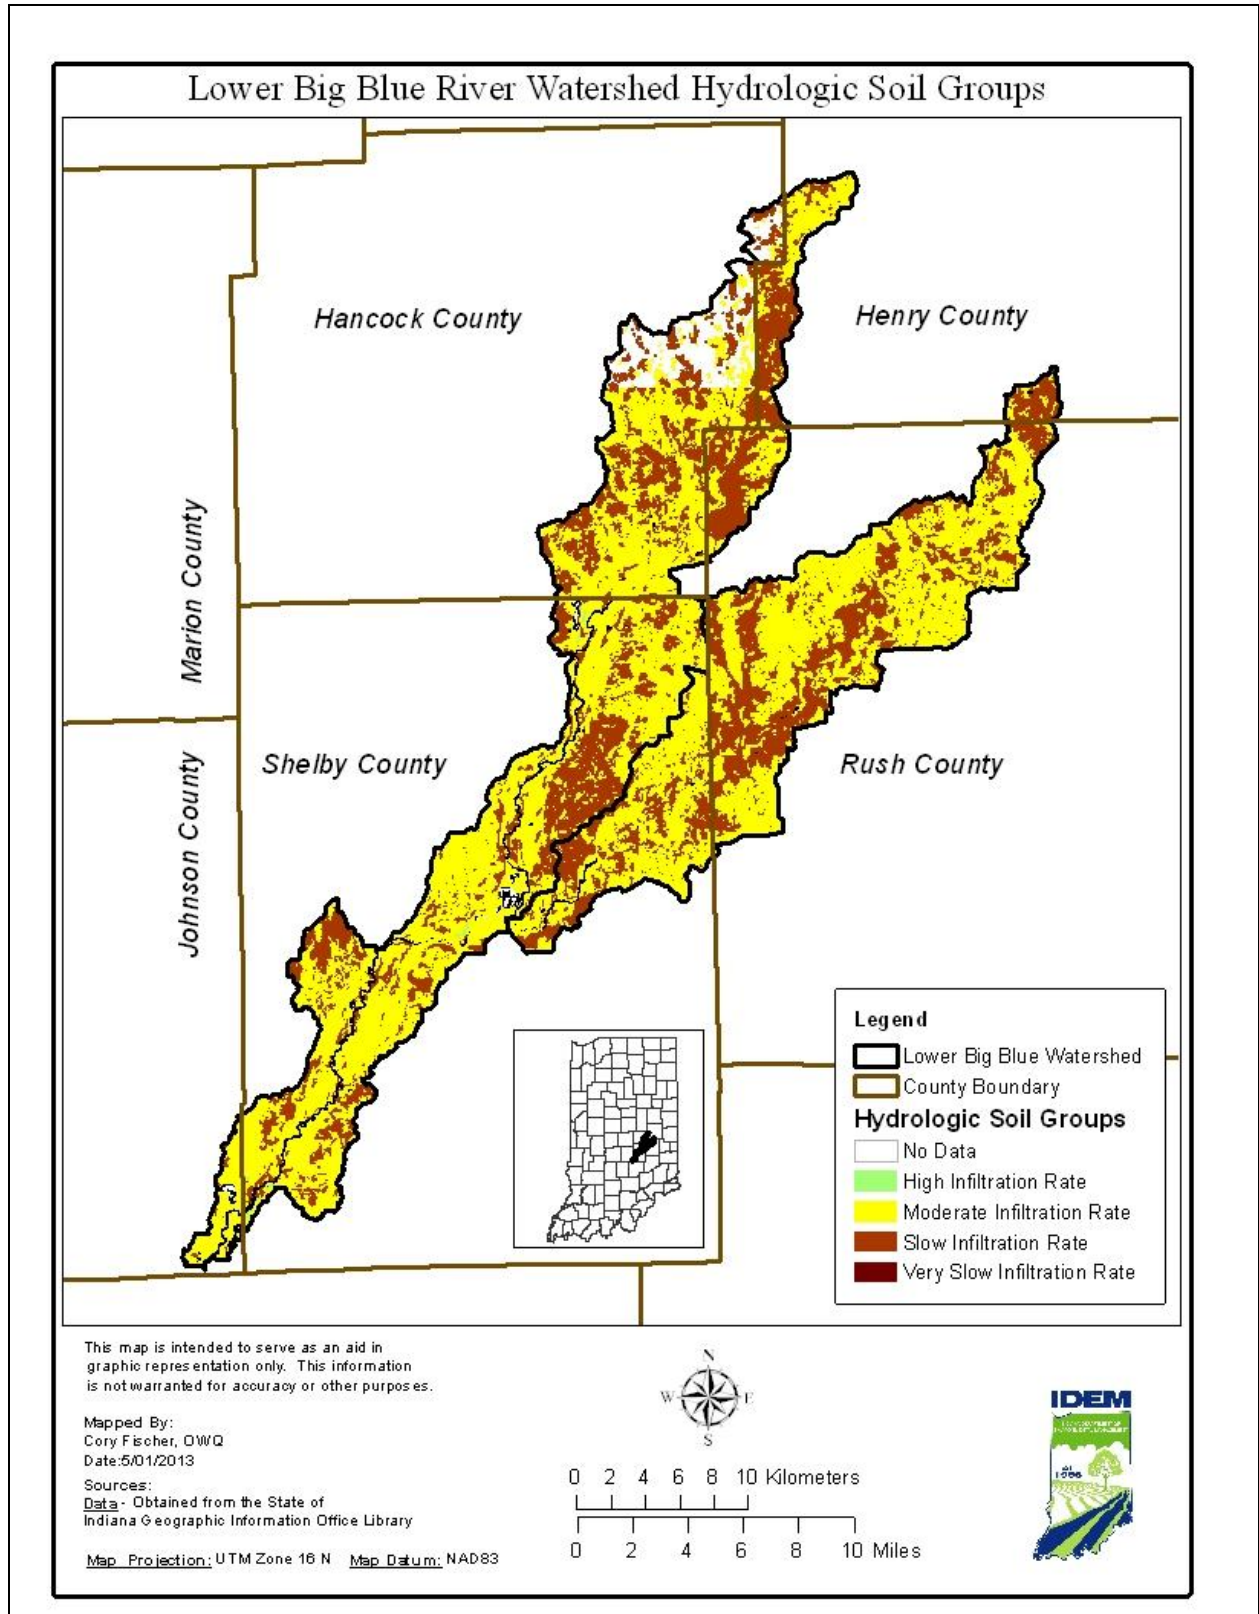 Lower Big Blue River Watershed Hydrologic Soil Groups
Hancock County
Henry County
Marion County
Shelby County
Rush County
Johnson County
Legend
Lower Big Blue Watershed
County Boundary
Hydrologic Soil Groups
No Data
High Infiltration Rate
Moderate Infiltration Rate
Slow Infiltration Rate
Very Slow Infiltration Rate
This map is intended to serve as an aid in
graphic representation only. This information
is not warranted for accuracy or other purposes.
Mapped By:
Cory Fischer, OWQ
Date:5/01/2013
Sources:
Data - Obtained from the State of
Indiana Geographic Information Office Library
Map Projection: UTM Zone 16 N Map Datum: NAD83
N
W E
S
0 2 4 6 8 10 Kilometers
0 2 4 6 8 10 Miles
IDEM